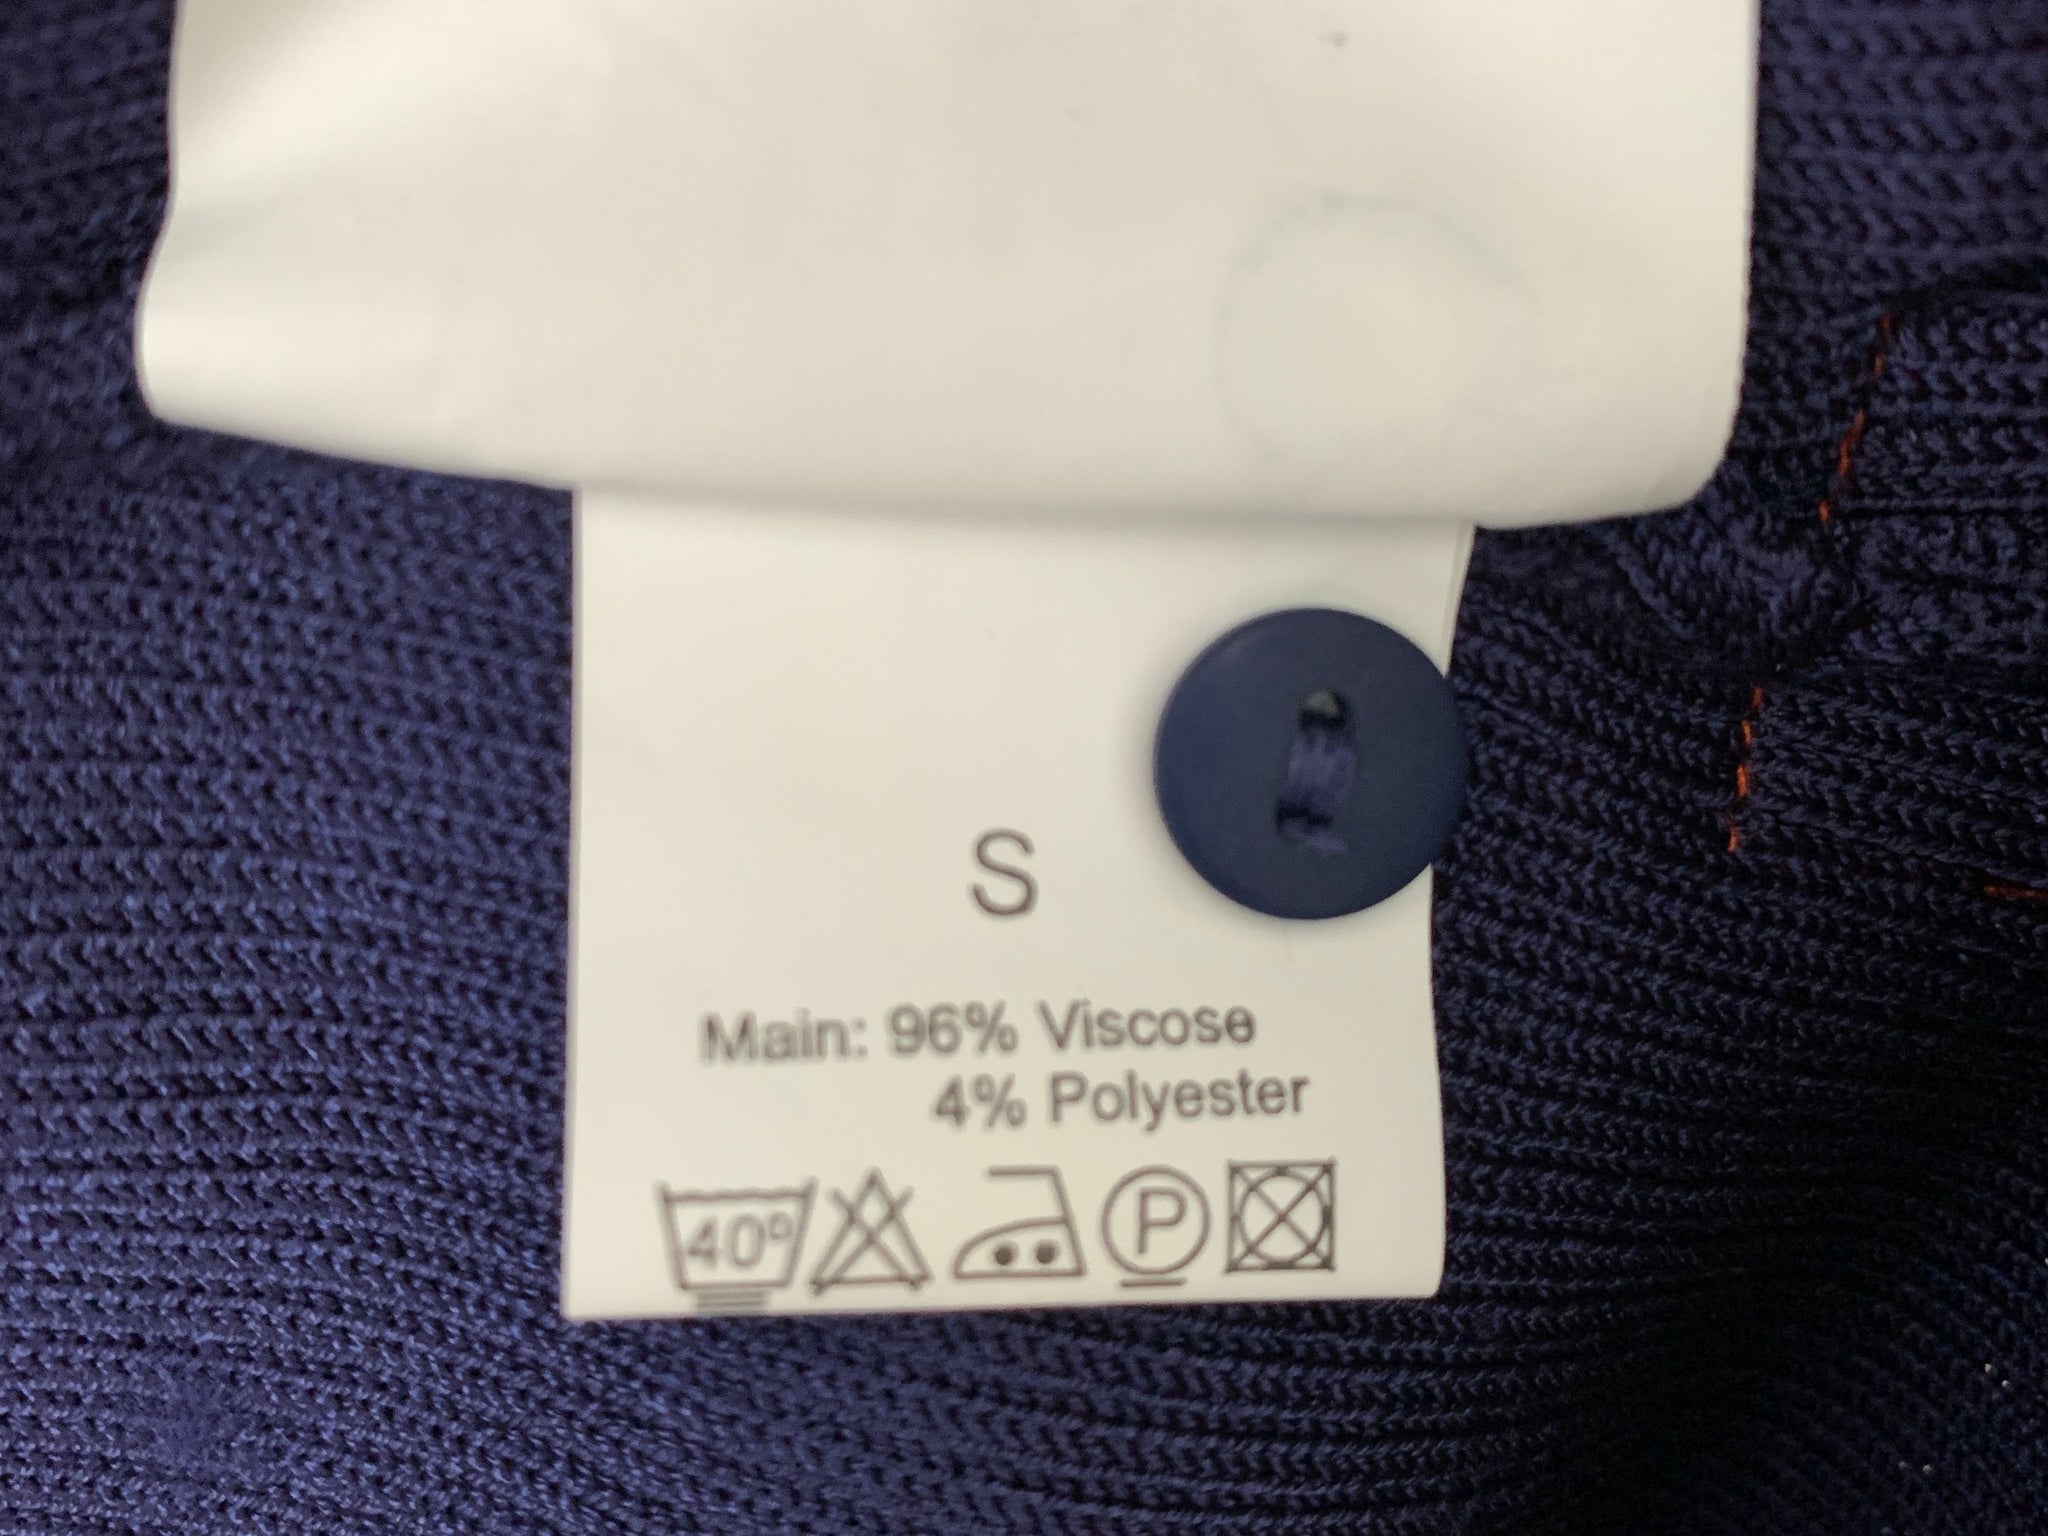 S
Main: 96% Viscose
4% Polyester
40° P